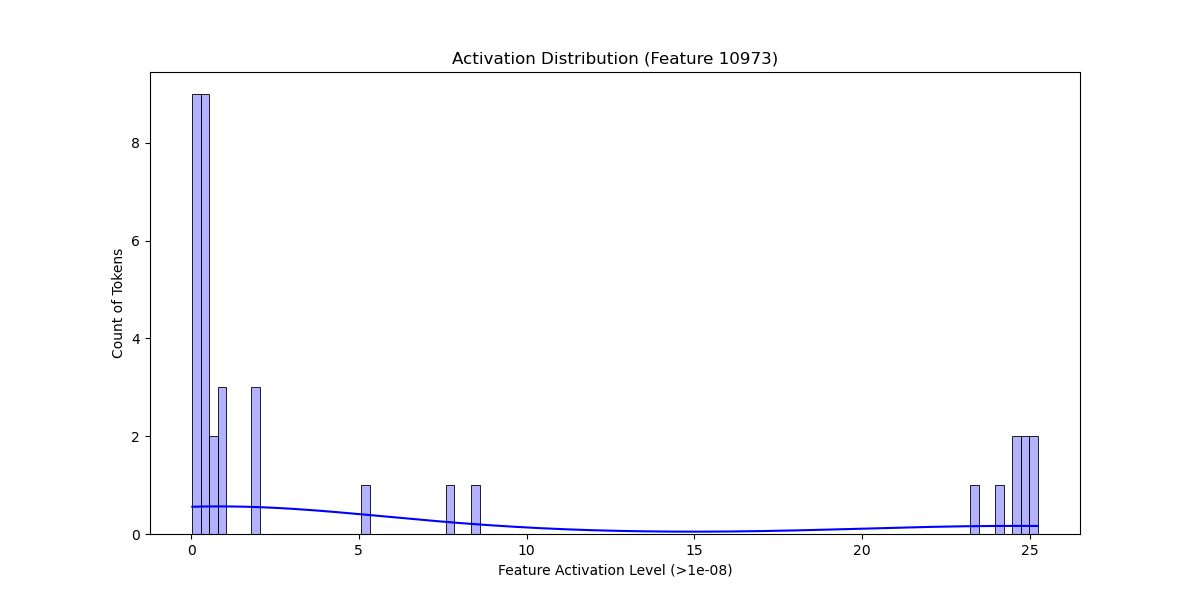 Activation Distribution (Feature 10973)
Count of Tokens
8
6
4
2
0
0 5 10 15 20 25
Feature Activation Level (>1e-08)